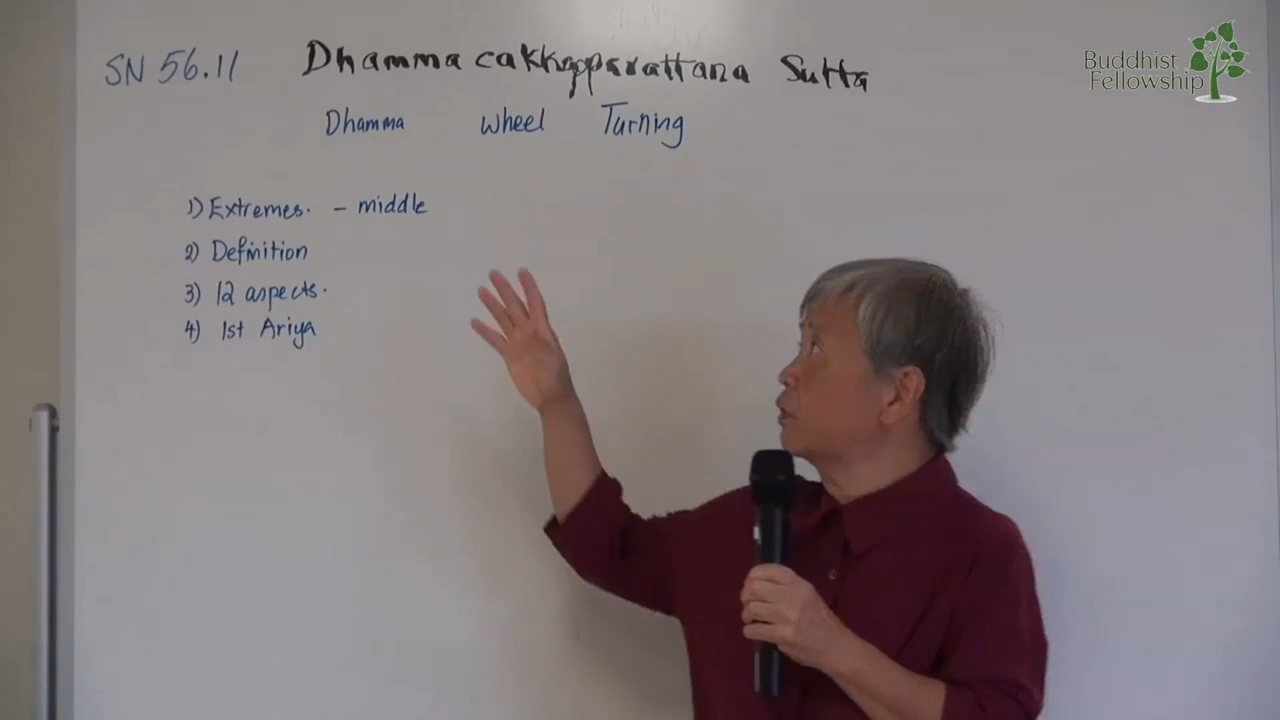 SN 56.11 Dhammacakkappavattana Sutta
Dhamma wheel Turning
1) Extremes. - middle
2) Definition
3) 12 aspects.
4) 1st Ariya
Buddhist
Fellowship